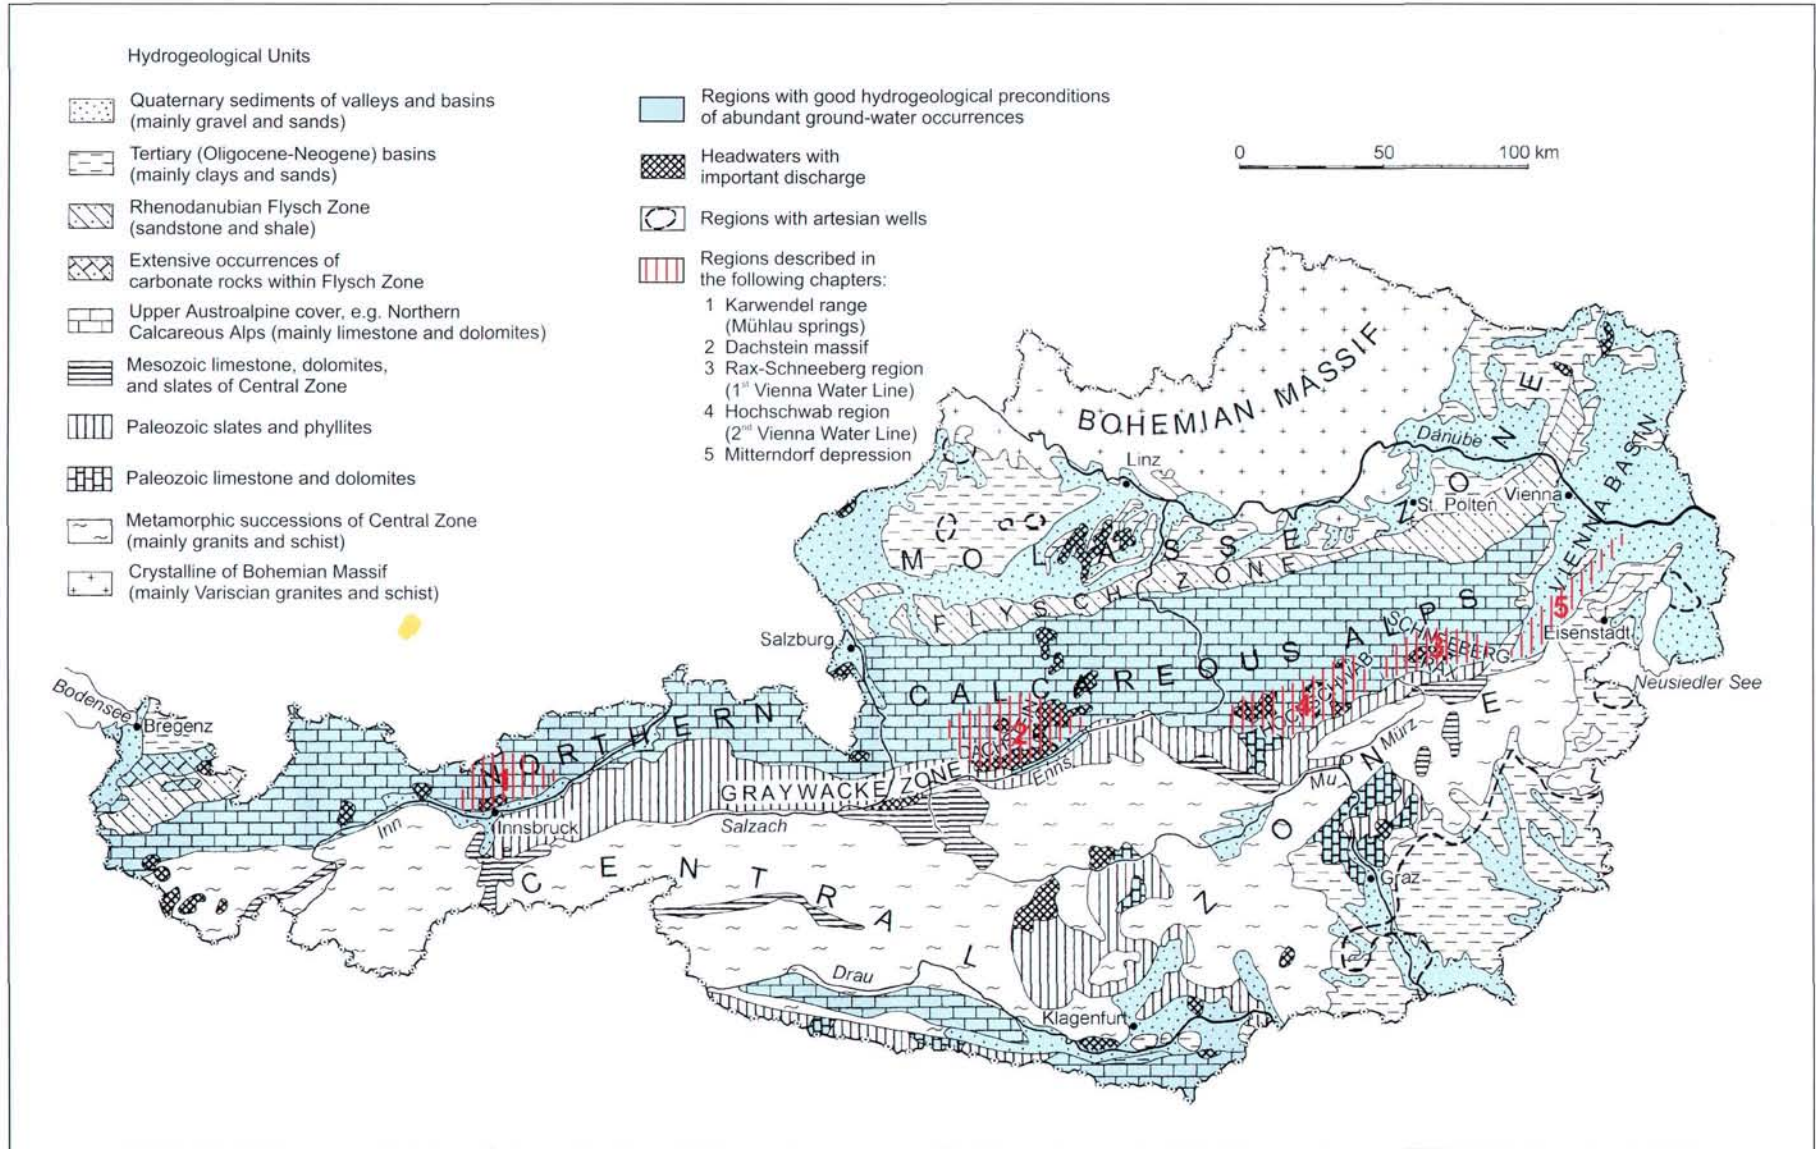 Hydrogeological Units
Quaternary sediments of valleys and basins
(mainly gravel and sands)
Tertiary (Oligocene-Neogene) basins
(mainly clays and sands)
Rhenodanubian Flysch Zone
(sandstone and shale)
Extensive occurrences of
carbonate rocks within Flysch Zone
Upper Austroalpine cover, e.g. Northern
Calcareous Alps (mainly limestone and dolomites)
Mesozoic limestone, dolomites,
and slates of Central Zone
Paleozoic slates and phyllites
Paleozoic limestone and dolomites
Metamorphic successions of Central Zone
(mainly granits and schist)
Crystalline of Bohemian Massif
(mainly Variscian granites and schist)
Regions with good hydrogeological preconditions
of abundant ground-water occurrences
Headwaters with
important discharge
Regions with artesian wells
Regions described in
the following chapters:
1 Karwendel range
(Mühlau springs)
2 Dachstein massif
3 Rax-Schneeberg region
(1st Vienna Water Line)
4 Hochschwab region
(2nd Vienna Water Line)
5 Mitterndorf depression
0 50 100 km
BOHEMIAN MASSIF
Danube
Linz
St. Pölten
Vienna
VIENNA BASIN
MOLASSE ZONE
FLYSCH ZONE
Salzburg
Eisenstadt
Neusiedler See
5
3
4
2
1
NORTHERN CALCAREOUS ALPS
Bodensee
Bregenz
Inn
Innsbruck
GRAYWACKE ZONE
Salzach
Enns
Mürz
Mu
Graz
CENTRAL ZONE
Drau
Klagenfurt